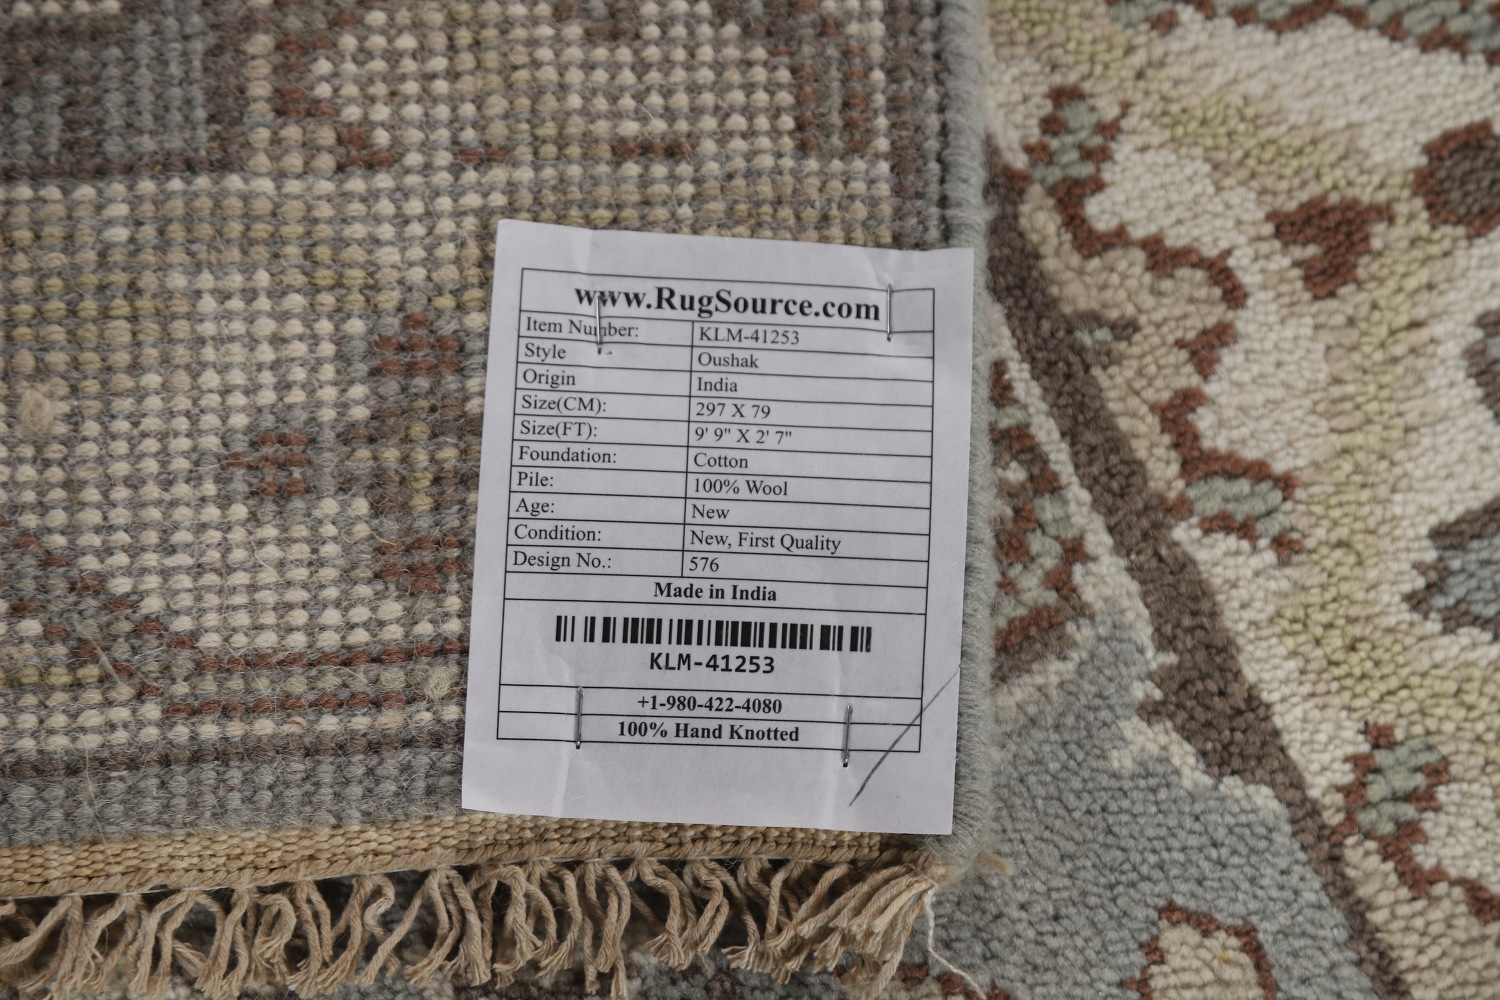 www.RugSource.com
Item Number: KLM-41253
Style Oushak
Origin India
Size(CM): 297 X 79
Size(FT): 9' 9" X 2' 7"
Foundation: Cotton
Pile: 100% Wool
Age: New
Condition: New, First Quality
Design No.: 576
Made in India
KLM-41253
+1-980-422-4080
100% Hand Knotted